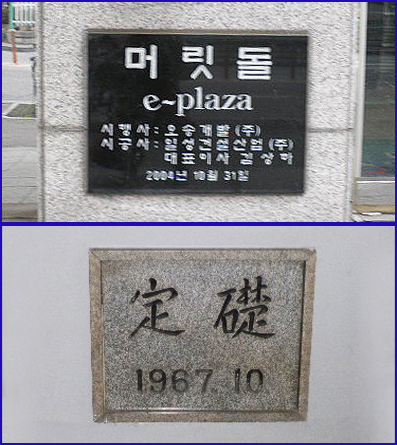 머릿돌
e~plaza
시행사: 오송개발 (주)
시공사: 일성건설산업 (주)
대표이사 김상하
2004년 10월 31일
定礎
1967. 10